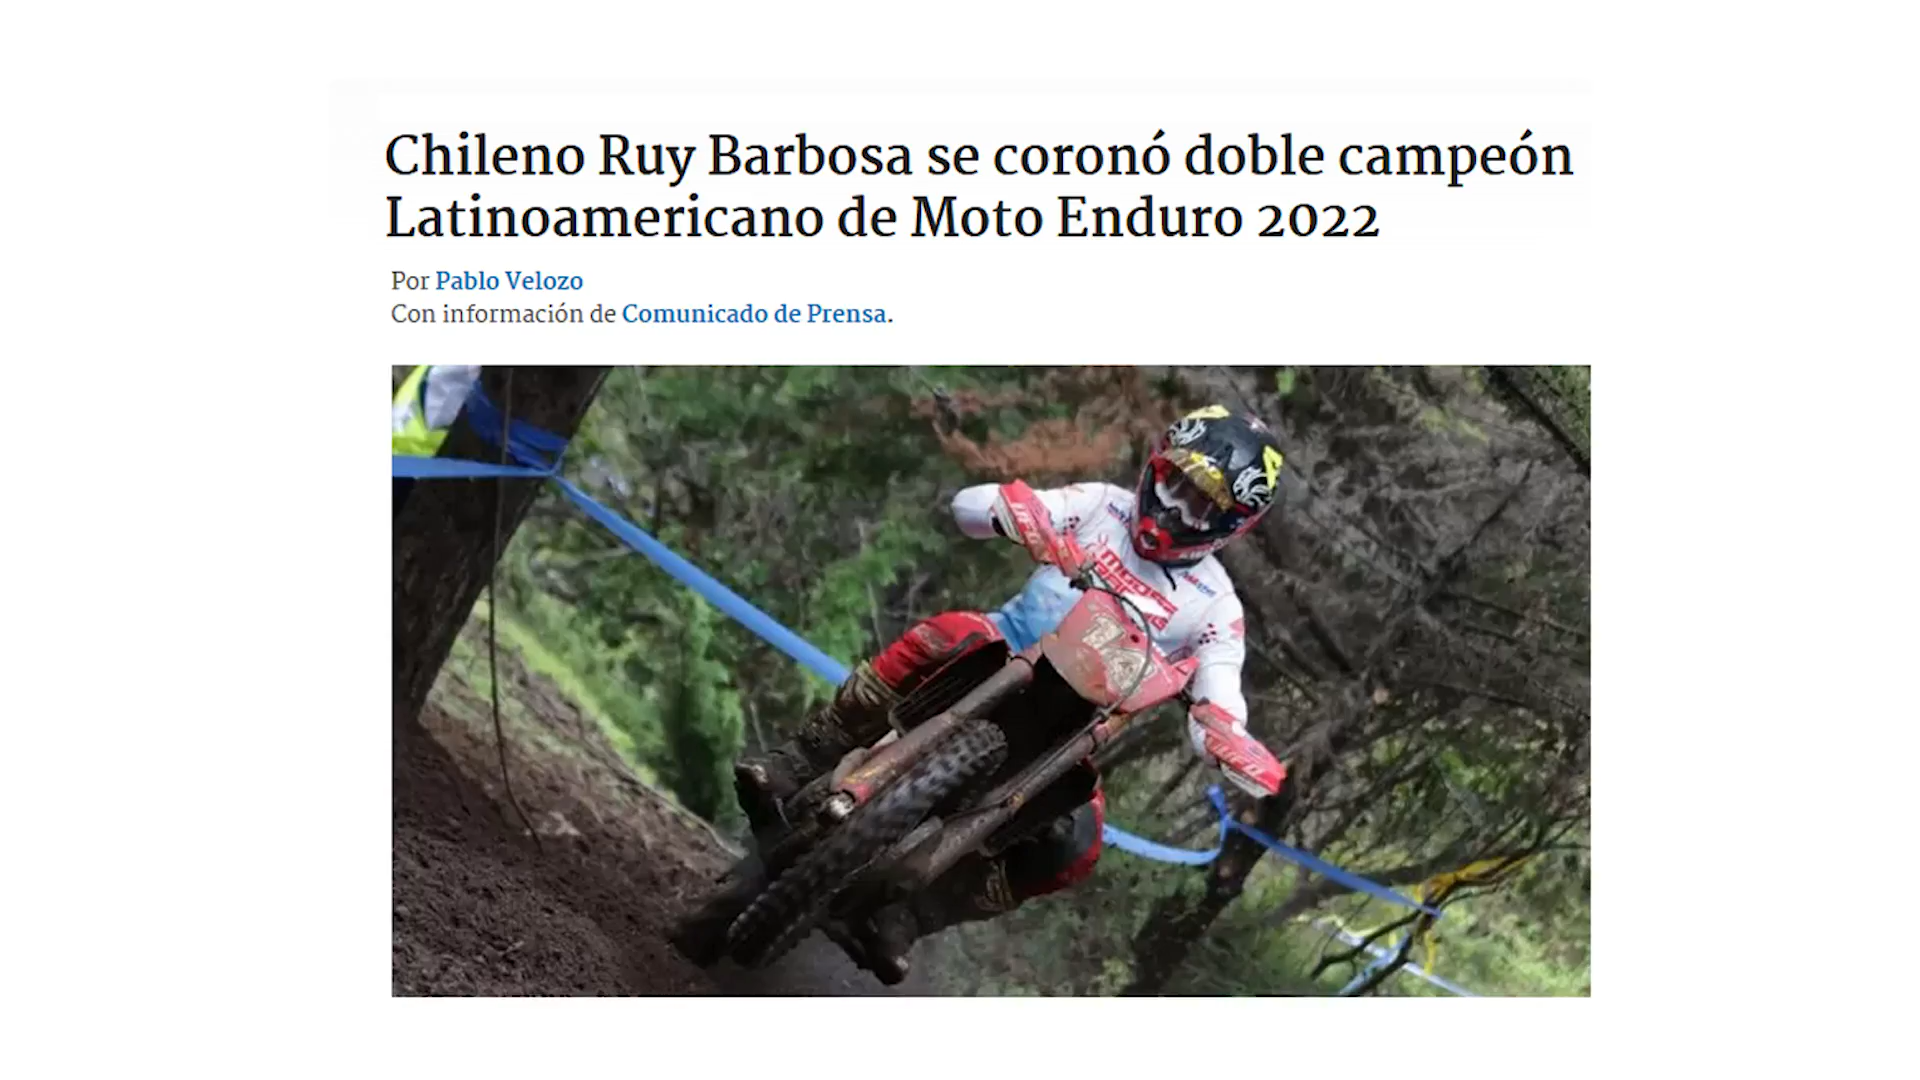 Chileno Ruy Barbosa se coronó doble campeón
Latinoamericano de Moto Enduro 2022
Por Pablo Velozo
Con información de Comunicado de Prensa.
UFO